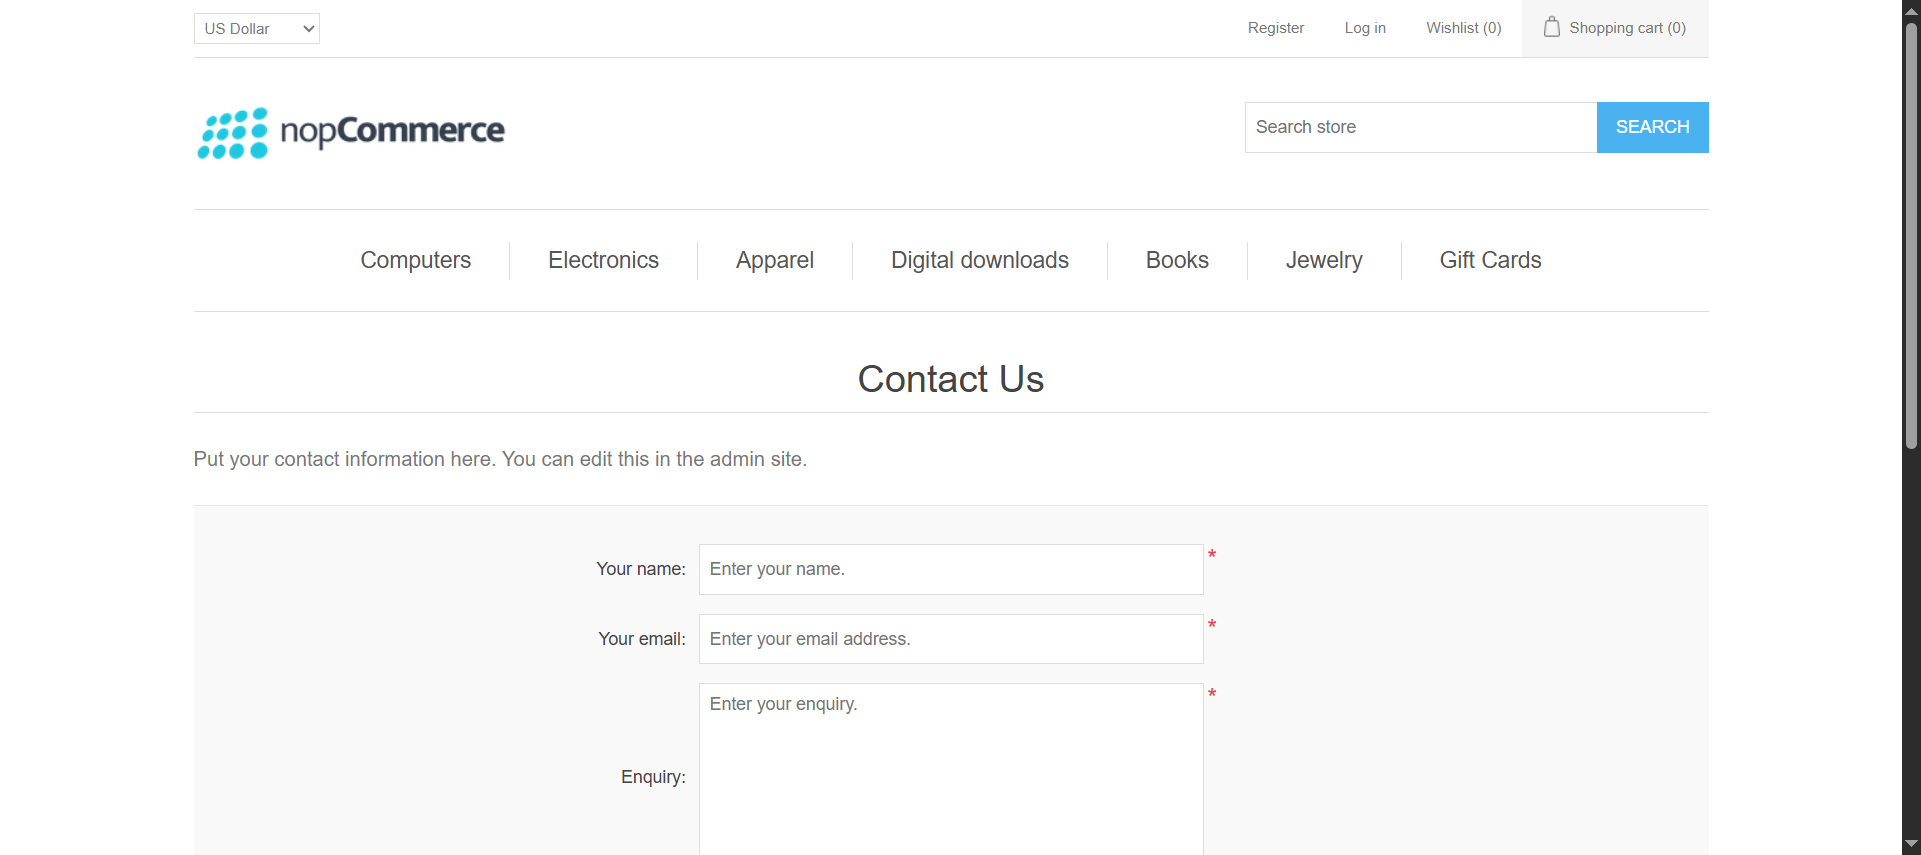 US Dollar
Register
Log in
Wishlist (0)
Shopping cart (0)
nopCommerce
Search store
SEARCH
Computers
Electronics
Apparel
Digital downloads
Books
Jewelry
Gift Cards
Contact Us
Put your contact information here. You can edit this in the admin site.
Your name:
Enter your name.
*
Your email:
Enter your email address.
*
Enquiry:
Enter your enquiry.
*